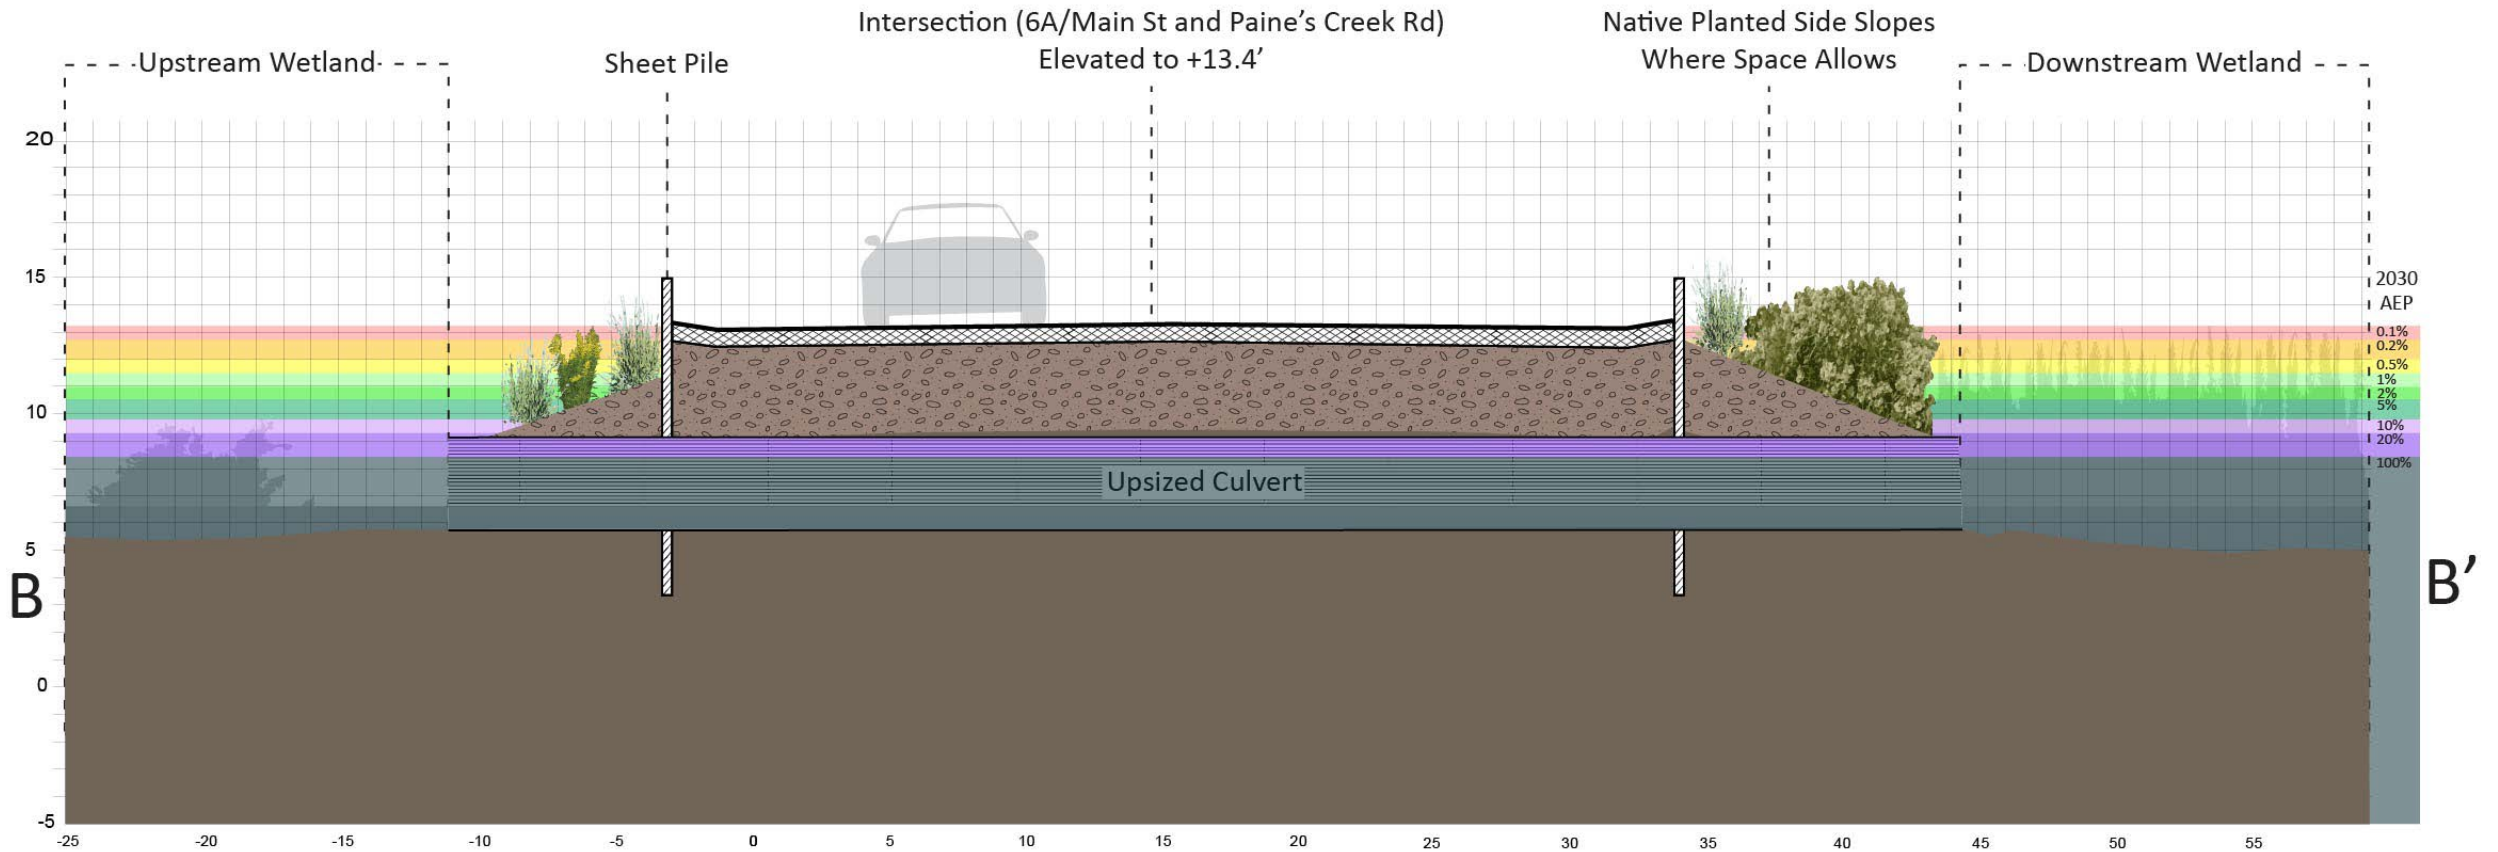 Intersection (6A/Main St and Paine’s Creek Rd)
Elevated to +13.4’
Native Planted Side Slopes
Where Space Allows
Upstream Wetland
Sheet Pile
Downstream Wetland
20
15
10
5
0
-5
2030
AEP
0.1%
0.2%
0.5%
1%
2%
5%
10%
20%
100%
Upsized Culvert
B
B’
-25 -20 -15 -10 -5 0 5 10 15 20 25 30 35 40 45 50 55